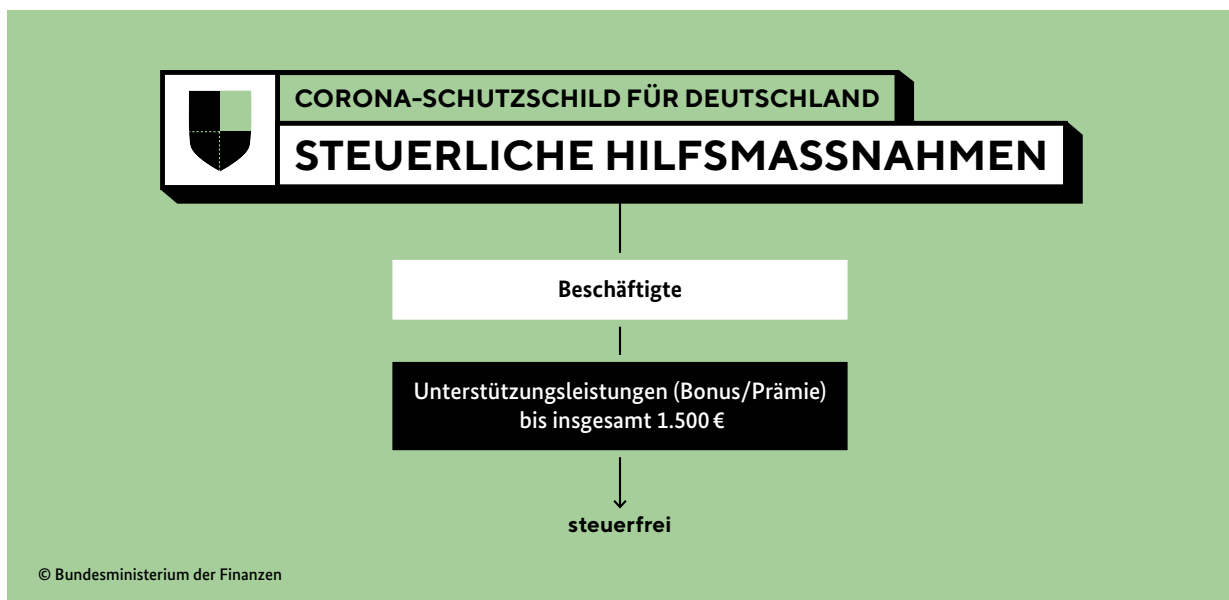 CORONA-SCHUTZSCHILD FÜR DEUTSCHLAND
STEUERLICHE HILFSMASSNAHMEN
Beschäftigte
Unterstützungsleistungen (Bonus/Prämie)
bis insgesamt 1.500 €
steuerfrei
© Bundesministerium der Finanzen